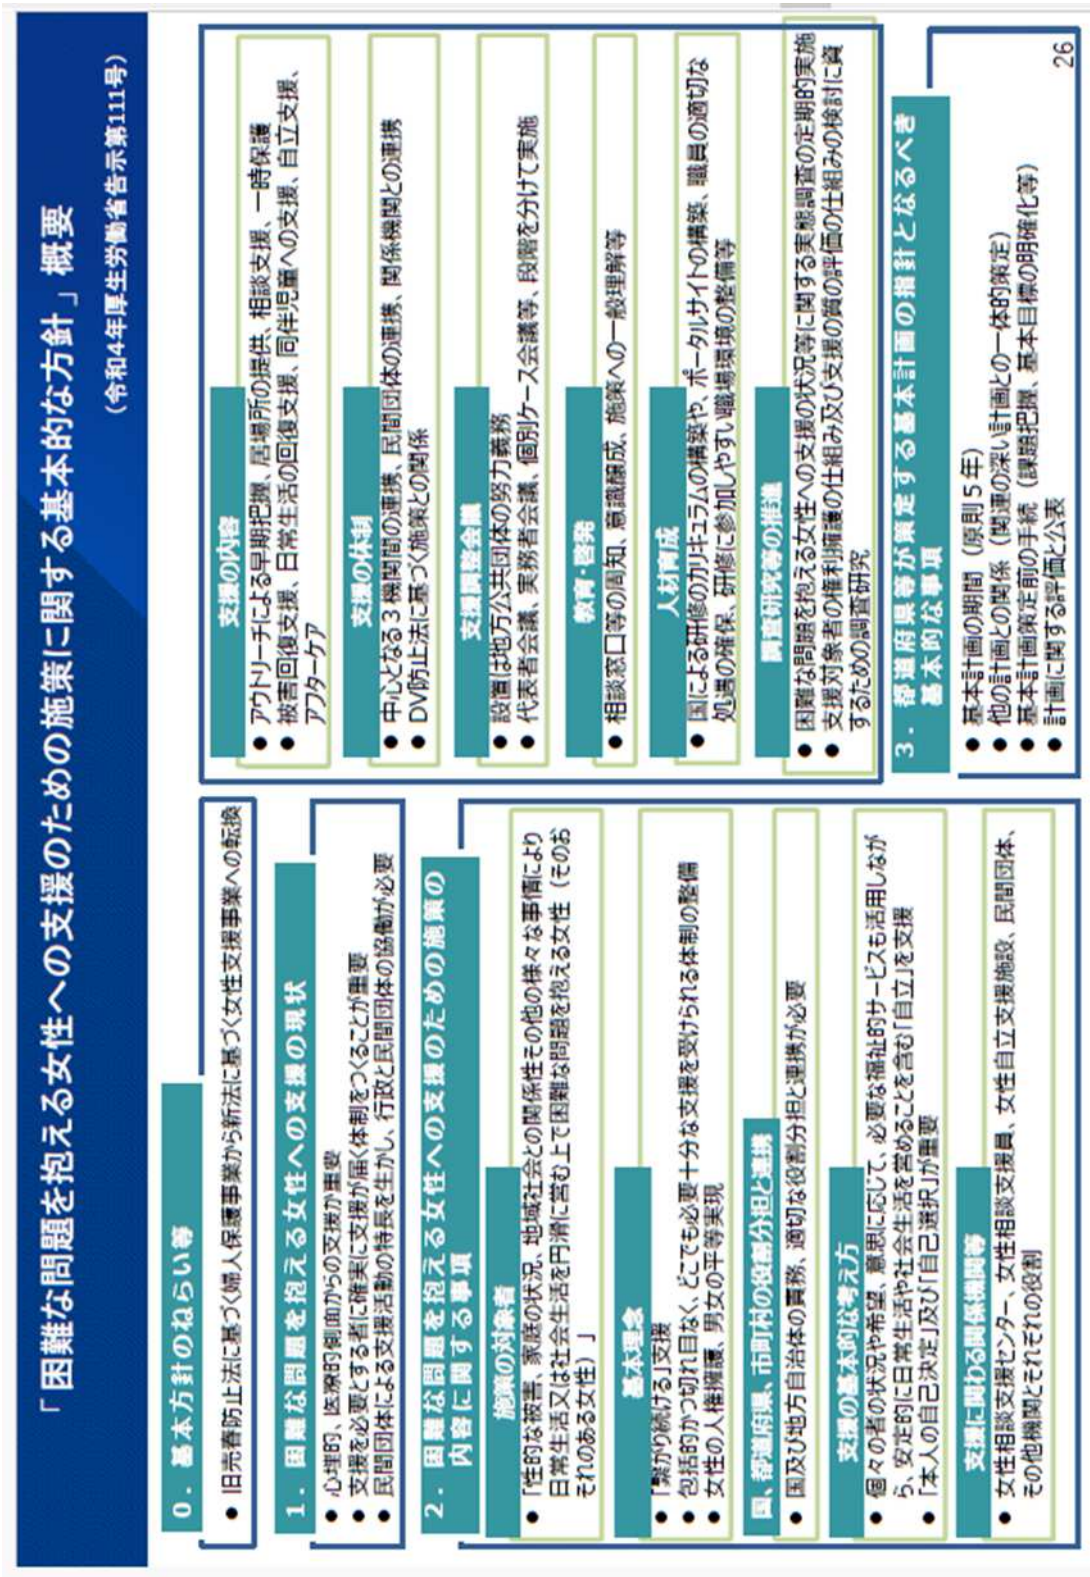 「困難な問題を抱える女性への支援のための施策に関する基本的な方針」概要
（令和４年厚生労働省告示第111号）
０．基本方針のねらい等
● 旧売春防止法に基づく婦人保護事業から新法に基づく女性支援事業への転換
１．困難な問題を抱える女性への支援の現状
● 心理的、医療的側面からの支援が重要
● 支援を必要とする者に確実に支援が届く体制をつくることが重要
● 民間団体による支援活動の特長を生かし、行政と民間団体の協働が必要
２．困難な問題を抱える女性への支援のための施策の
内容に関する事項
施策の対象者
● 「性的な被害、家庭の状況、地域社会との関係性その他の様々な事情により
日常生活又は社会生活を円滑に営む上で困難な問題を抱える女性（そのお
それのある女性）」
基本理念
● 「繋がり続ける」支援
● 包括的かつ切れ目なく、どこでも必要十分な支援を受けられる体制の整備
● 女性の人権擁護、男女の平等実現
国、都道府県、市町村の役割分担と連携
● 国及び地方自治体の責務、適切な役割分担と連携が必要
支援の基本的な考え方
● 個々の者の状況や希望、意思に応じて、必要な福祉的サービスも活用しなが
ら、安定的に日常生活や社会生活を営めることを含む「自立」を支援
● 「本人の自己決定」及び「自己選択」が重要
支援に関わる関係機関等
● 女性相談支援センター、女性相談支援員、女性自立支援施設、民間団体、
その他機関とそれぞれの役割
支援の内容
● アウトリーチによる早期把握、居場所の提供、相談支援、一時保護
● 被害回復支援、日常生活の回復支援、同伴児童への支援、自立支援、
アフターケア
支援の体制
● 中心となる３機関間の連携、民間団体の連携、関係機関との連携
● DV防止法に基づく施策との関係
支援調整会議
● 設置は地方公共団体の努力義務
● 代表者会議、実務者会議、個別ケース会議等、段階を分けて実施
教育・啓発
● 相談窓口等の周知、意識醸成、施策への一般理解等
人材育成
● 国による研修のカリキュラムの構築や、ポータルサイトの構築、職員の適切な
処遇の確保、研修に参加しやすい職場環境の整備等
調査研究等の推進
● 困難な問題を抱える女性への支援の状況等に関する実態調査の定期的実施
● 支援対象者の権利擁護の仕組み及び支援の質の評価の仕組みの検討に資
するための調査研究
３．都道府県等が策定する基本計画の指針となるべき
基本的な事項
● 基本計画の期間（原則５年）
● 他の計画との関係（関連の深い計画との一体的策定）
● 基本計画策定前の手続（課題把握、基本目標の明確化等）
● 計画に関する評価と公表
26